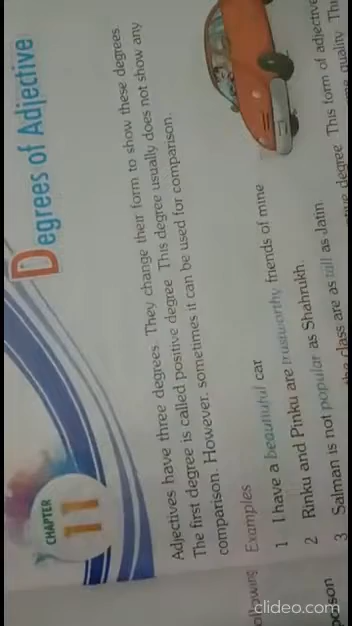 CHAPTER
11
Degrees of Adjective
Adjectives have three degrees. They change their form to show these degrees
The first degree is called positive degree This degree usually does not show any
comparison. However, sometimes it can be used for comparison.
Examples
1 I have a beautiful car
2 Rinku and Pinku are trustworthy friends of mine
3 Salman is not popular as Shahrukh.
the class are as tall as Jatin.
degree This form of adjective
quality
clideo.com